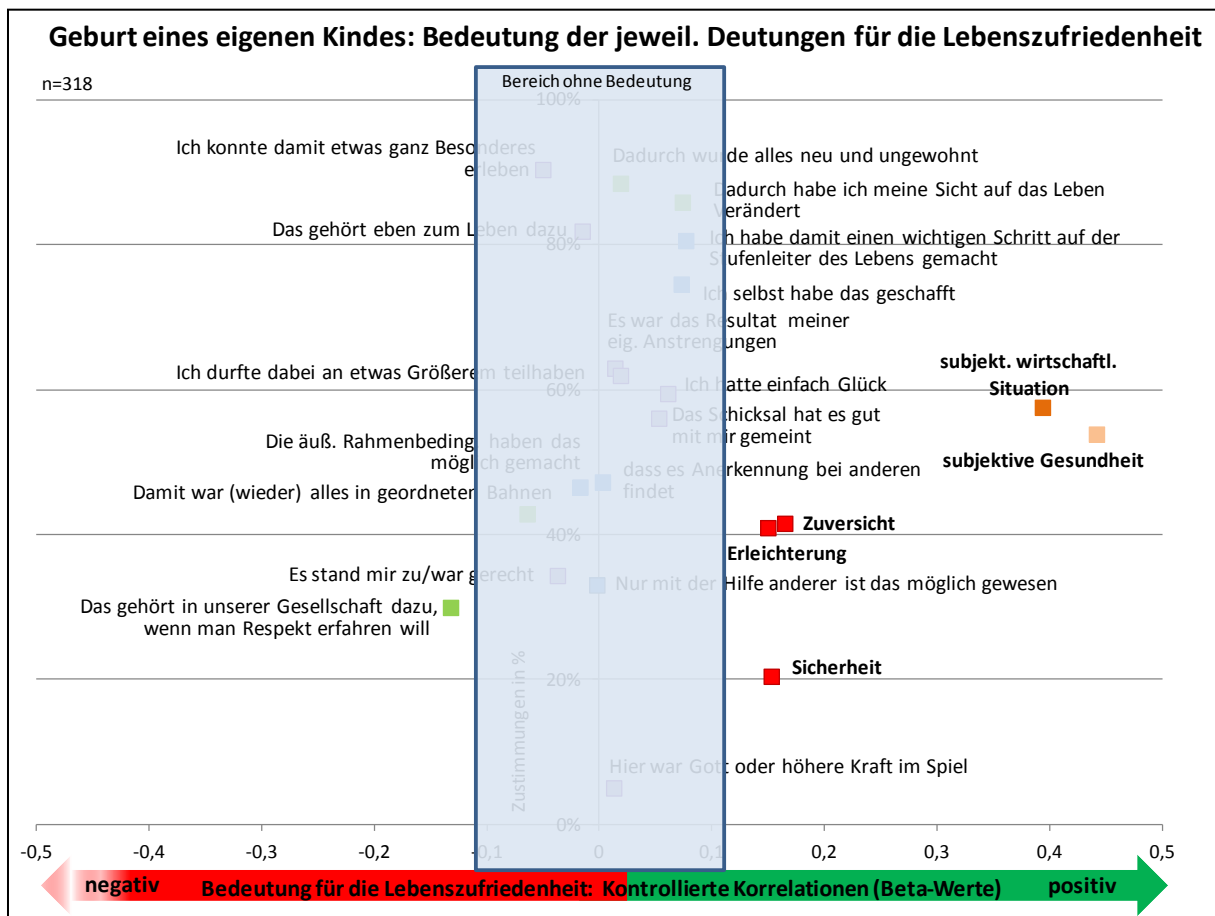 Geburt eines eigenen Kindes: Bedeutung der jeweil. Deutungen für die Lebenszufriedenheit
n=318
Bereich ohne Bedeutung
100%
Ich konnte damit etwas ganz Besonderes
erleben
Dadurch wurde alles neu und ungewohnt
Dadurch habe ich meine Sicht auf das Leben
Verändert
Das gehört eben zum Leben dazu
80%
Ich habe damit einen wichtigen Schritt auf der
Stufenleiter des Lebens gemacht
Ich selbst habe das geschafft
Es war das Resultat meiner
eig. Anstrengungen
Ich durfte dabei an etwas Größerem teilhaben
60%
Ich hatte einfach Glück
subjekt. wirtschaftl.
Situation
Das Schicksal hat es gut
mit mir gemeint
Die äuß. Rahmenbeding. haben das
möglich gemacht
subjektive Gesundheit
dass es Anerkennung bei anderen
findet
Damit war (wieder) alles in geordneten Bahnen
40%
Zuversicht
Erleichterung
Es stand mir zu/war gerecht
Nur mit der Hilfe anderer ist das möglich gewesen
Das gehört in unserer Gesellschaft dazu,
wenn man Respekt erfahren will
Zustimmungen in %
20%
Sicherheit
Hier war Gott oder höhere Kraft im Spiel
0%
-0,5 -0,4 -0,3 -0,2 -0,1 0 0,1 0,2 0,3 0,4 0,5
negativ Bedeutung für die Lebenszufriedenheit: Kontrollierte Korrelationen (Beta-Werte) positiv